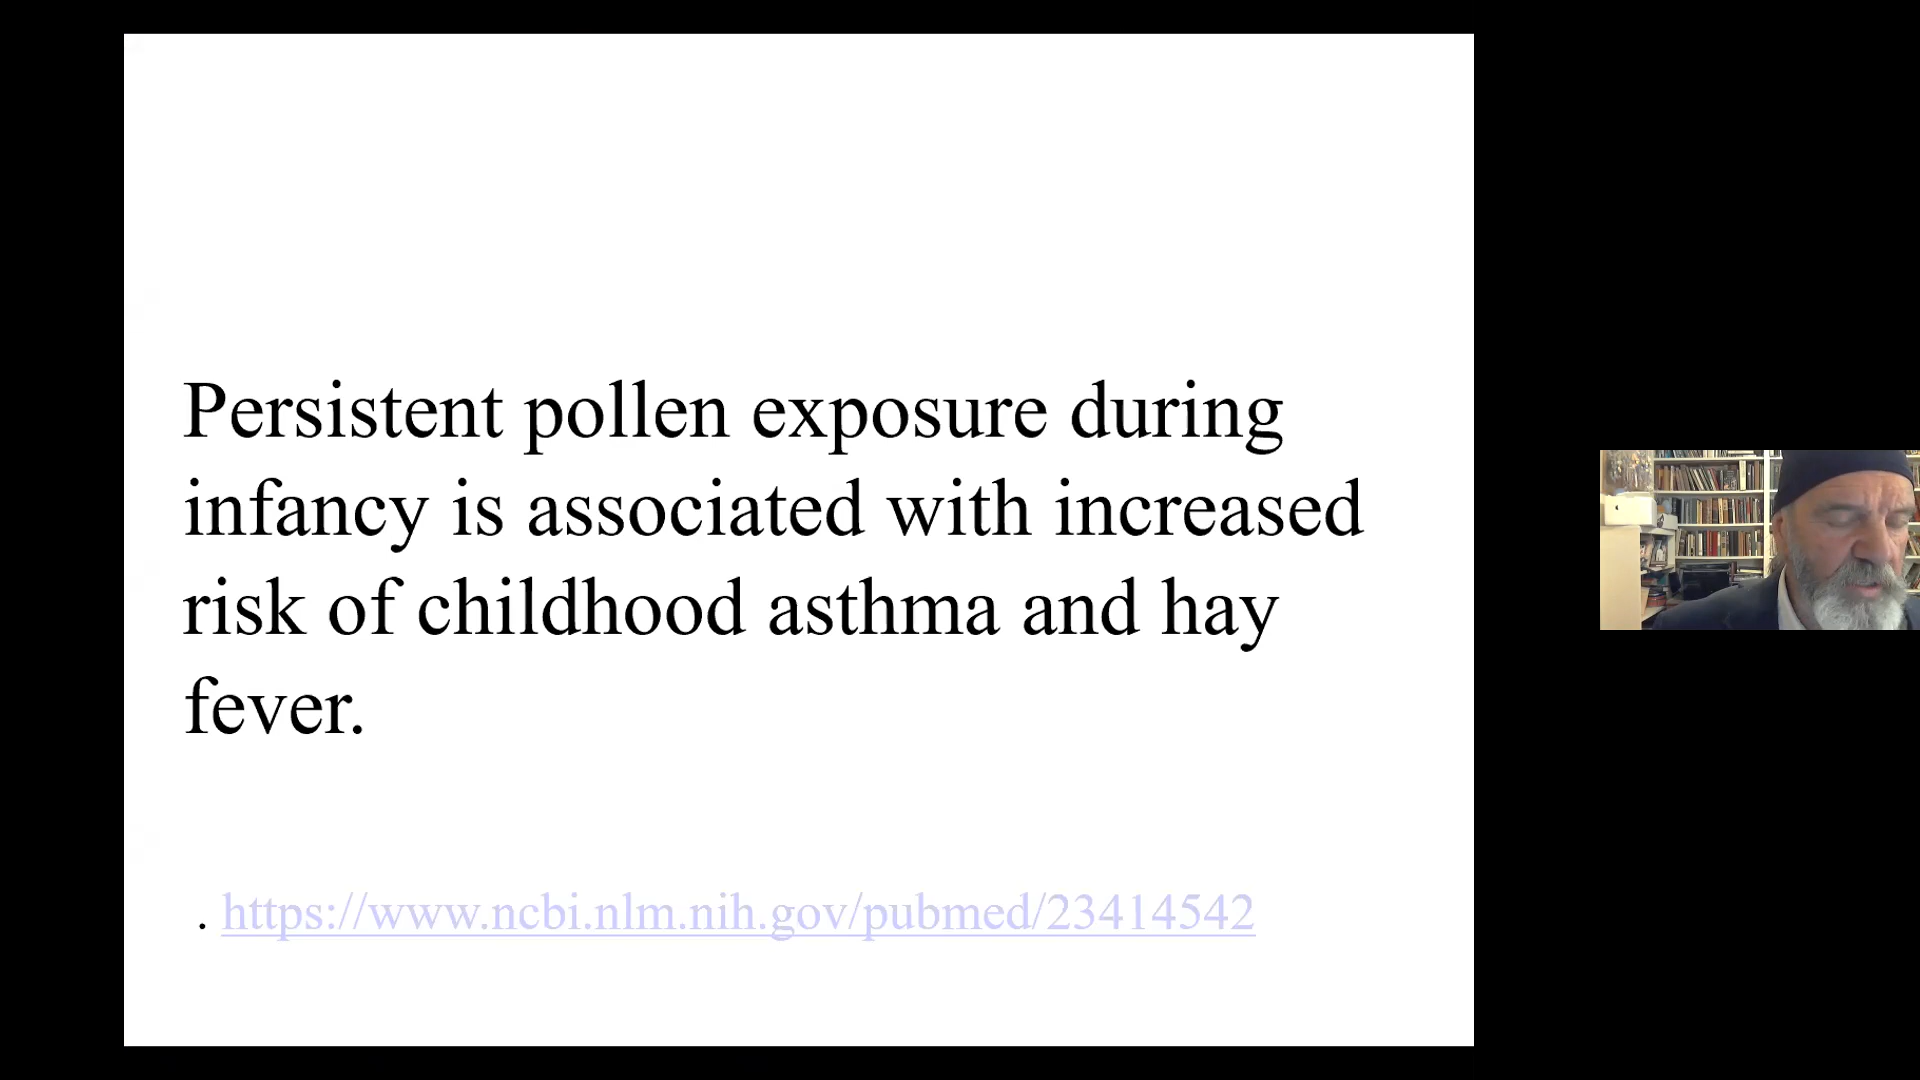 Persistent pollen exposure during
infancy is associated with increased
risk of childhood asthma and hay
fever.
. https://www.ncbi.nlm.nih.gov/pubmed/23414542